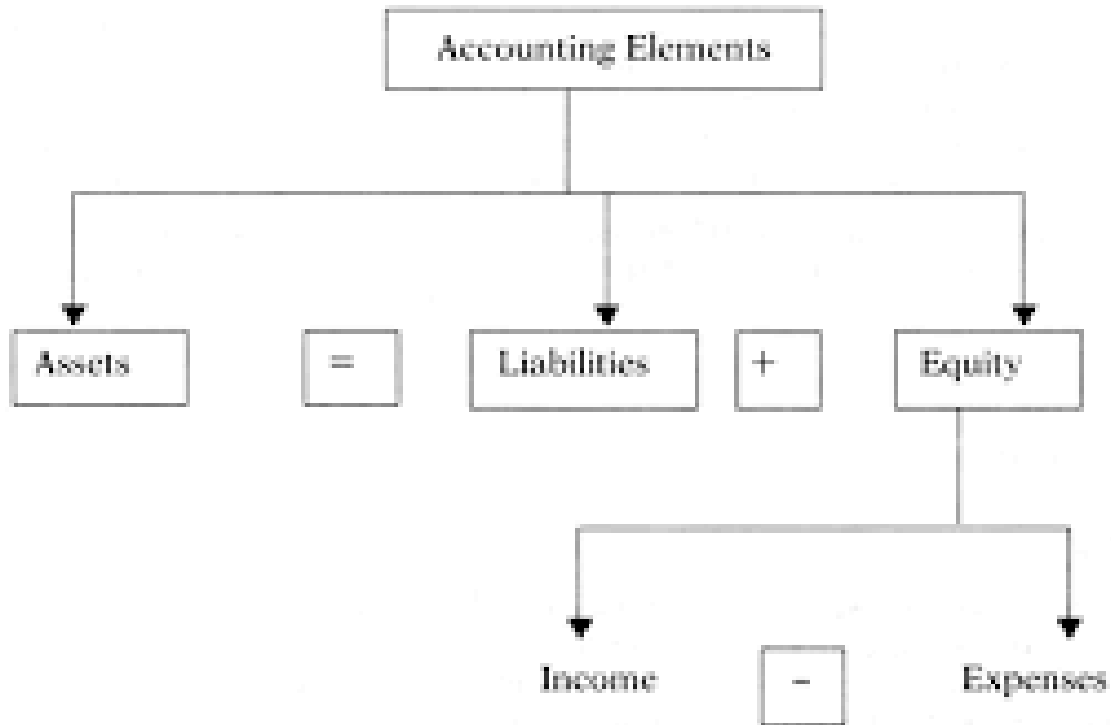 Accounting Elements
Assets = Liabilities + Equity
Income - Expenses